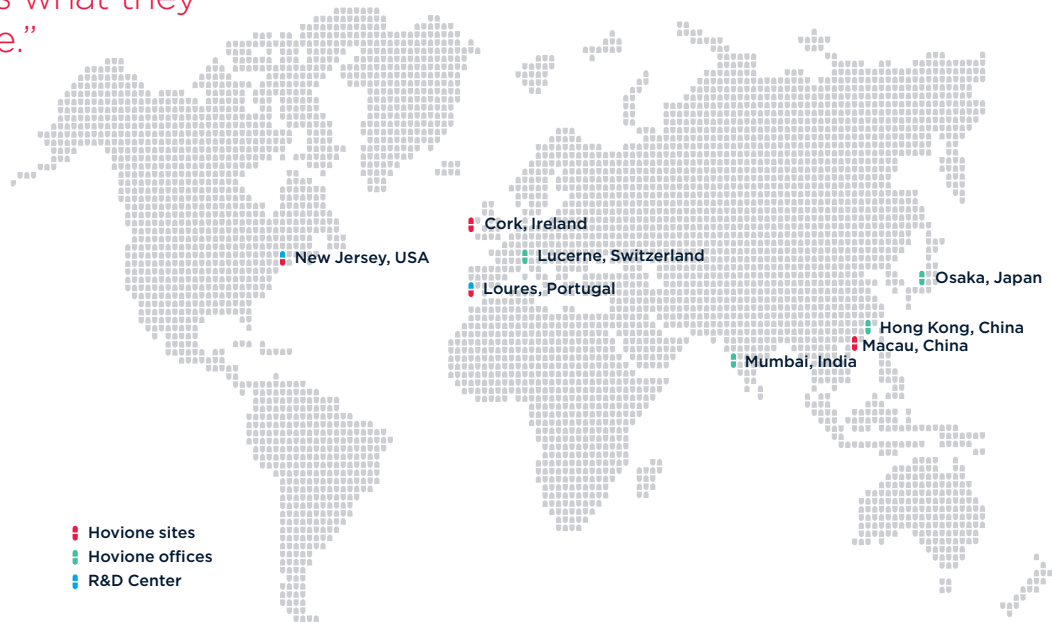 s what they
e.”
Cork, Ireland
New Jersey, USA
Lucerne, Switzerland
Loures, Portugal
Osaka, Japan
Hong Kong, China
Macau, China
Mumbai, India
Hovione sites
Hovione offices
R&D Center